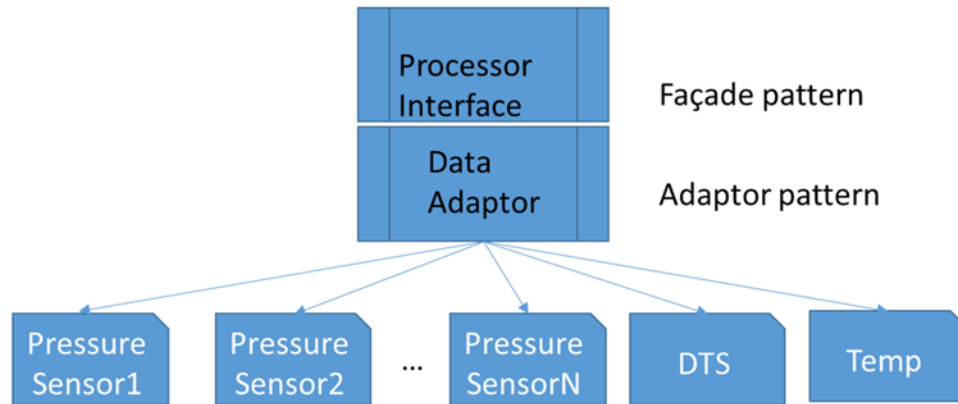 Processor
Interface
Façade pattern
Data
Adaptor
Adaptor pattern
Pressure
Sensor1
Pressure
Sensor2
...
Pressure
SensorN
DTS
Temp